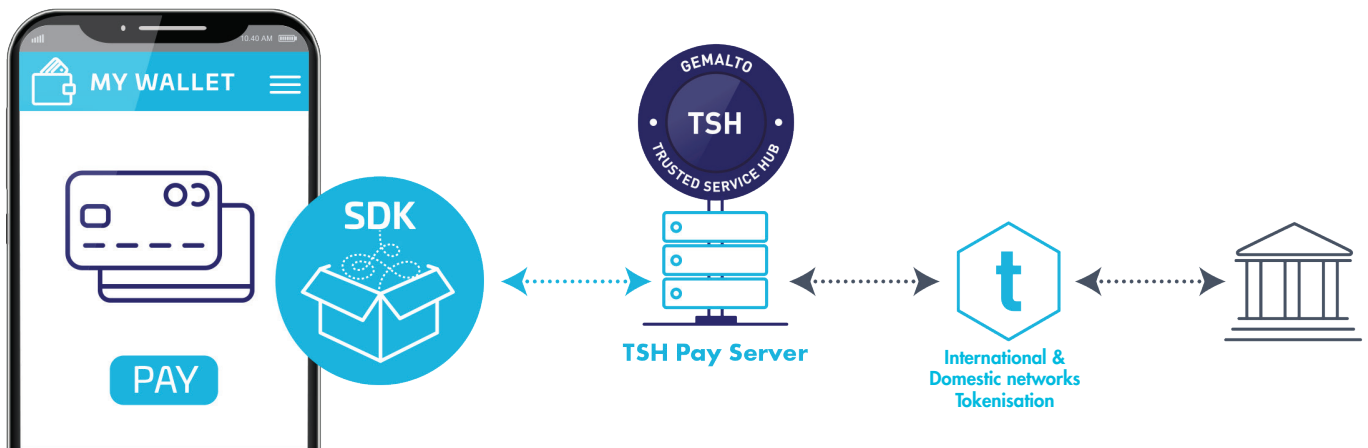 10.40 AM
MY WALLET
PAY
SDK
GEMALTO
TSH
TRUSTED SERVICE HUB
TSH Pay Server
t
International &
Domestic networks
Tokenisation